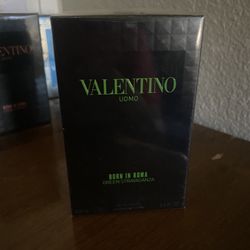 VALENTINO
UOMO
BORN IN ROMA
GREEN STRAVAGANZA